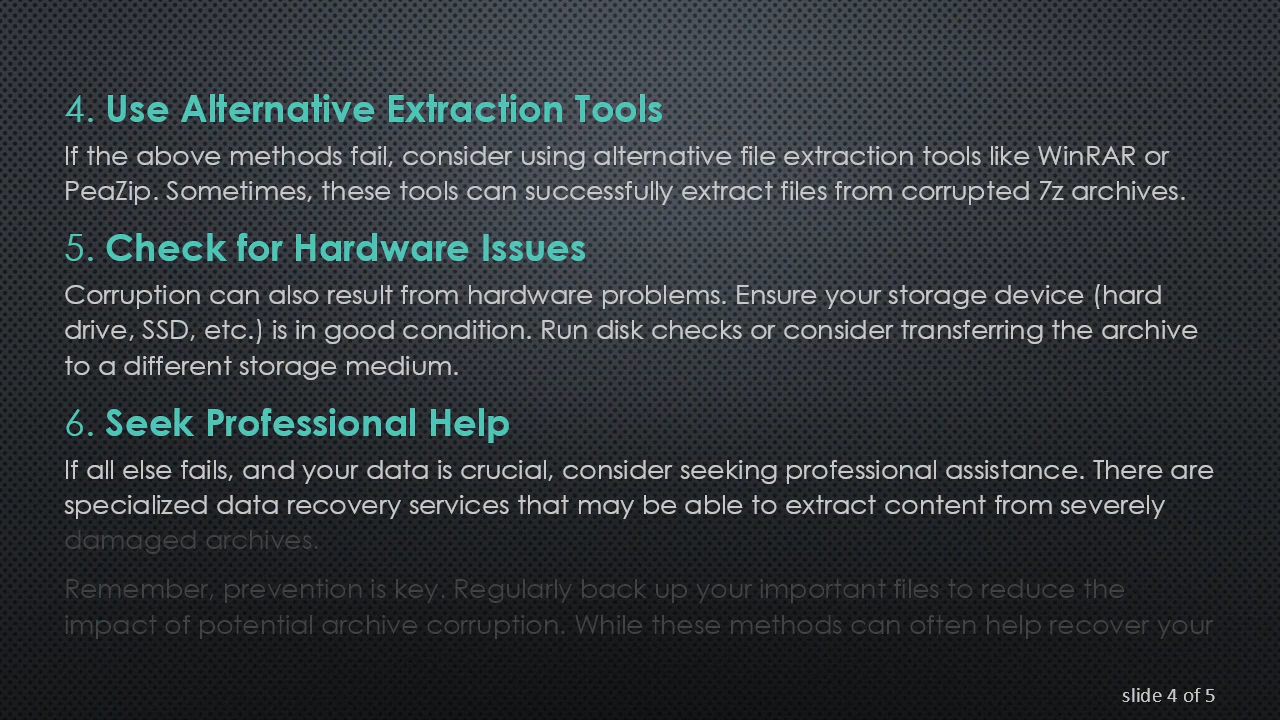 4. Use Alternative Extraction Tools
If the above methods fail, consider using alternative file extraction tools like WinRAR or
PeaZip. Sometimes, these tools can successfully extract files from corrupted 7z archives.
5. Check for Hardware Issues
Corruption can also result from hardware problems. Ensure your storage device (hard
drive, SSD, etc.) is in good condition. Run disk checks or consider transferring the archive
to a different storage medium.
6. Seek Professional Help
If all else fails, and your data is crucial, consider seeking professional assistance. There are
specialized data recovery services that may be able to extract content from severely
damaged archives.
Remember, prevention is key. Regularly back up your important files to reduce the
impact of potential archive corruption. While these methods can often help recover your
slide 4 of 5